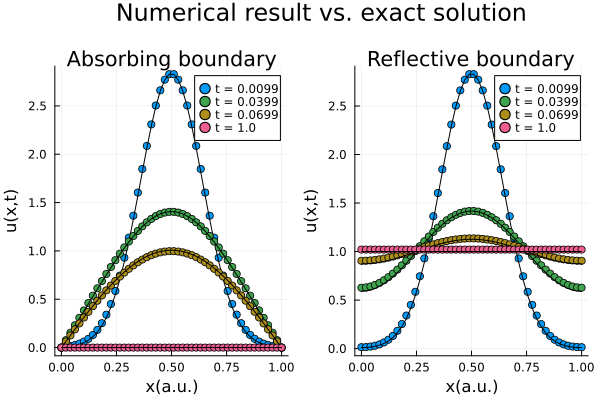 Numerical result vs. exact solution
Absorbing boundary
t = 0.0099
t = 0.0399
t = 0.0699
t = 1.0
u(x,t)
2.5
2.0
1.5
1.0
0.5
0.0
0.00 0.25 0.50 0.75 1.00
x(a.u.)
Reflective boundary
t = 0.0099
t = 0.0399
t = 0.0699
t = 1.0
u(x,t)
2.5
2.0
1.5
1.0
0.5
0.0
0.00 0.25 0.50 0.75 1.00
x(a.u.)